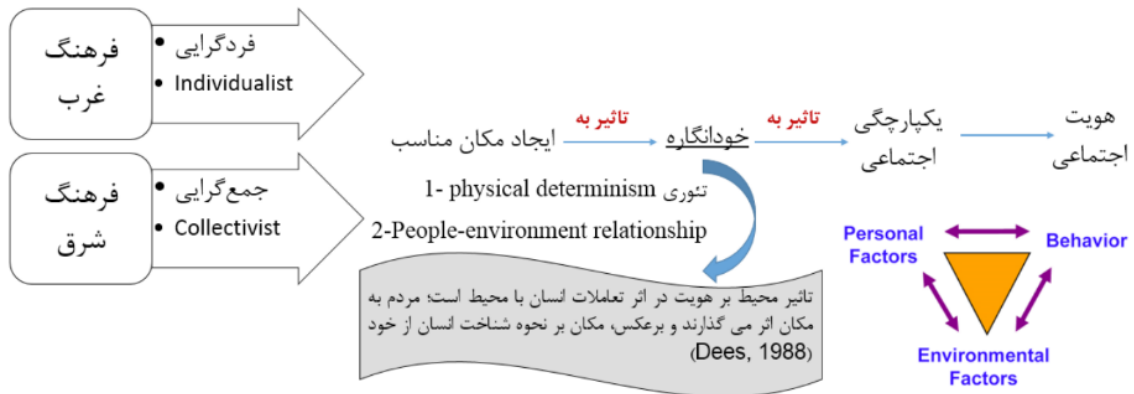 فرهنگ
غرب
• فردگرایی
• Individualist
فرهنگ
شرق
• جمع‌گرایی
• Collectivist
ایجاد مکان مناسب
تاثیر به
خودانگاره
تاثیر به
یکپارچگی
اجتماعی
هویت
اجتماعی
1- physical determinism تئوری
2-People-environment relationship
تاثیر محیط بر هویت در اثر تعاملات انسان با محیط است؛ مردم به
مکان اثر می گذارند و برعکس، مکان بر نحوه شناخت انسان از خود
(Dees, 1988)
Personal
Factors
Behavior
Environmental
Factors